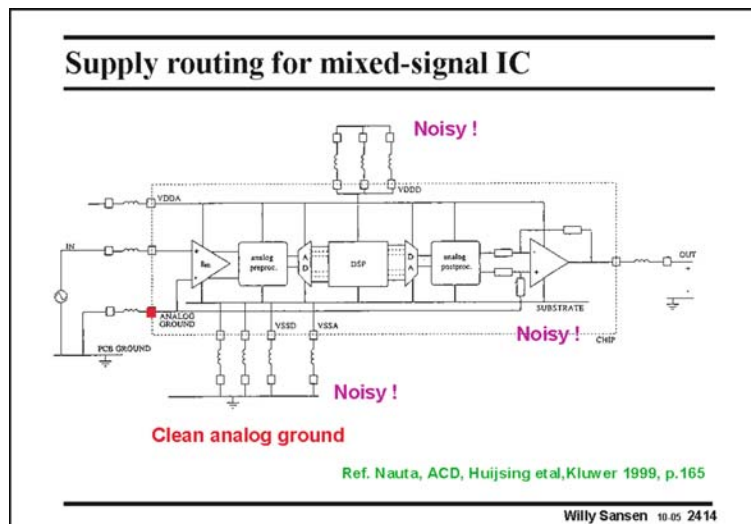 Supply routing for mixed-signal IC
Noisy !
VDDD
VDDA
IN
gm
analog preproc.
A D
DSP
D A
analog postproc.
OUT
ANALOG GROUND
SUBSTRATE
VSSD
VSSA
Noisy !
CHIP
PCB GROUND
Noisy !
Clean analog ground
Ref. Nauta, ACD, Huijsing etal,Kluwer 1999, p.165
Willy Sansen 10-05 2414